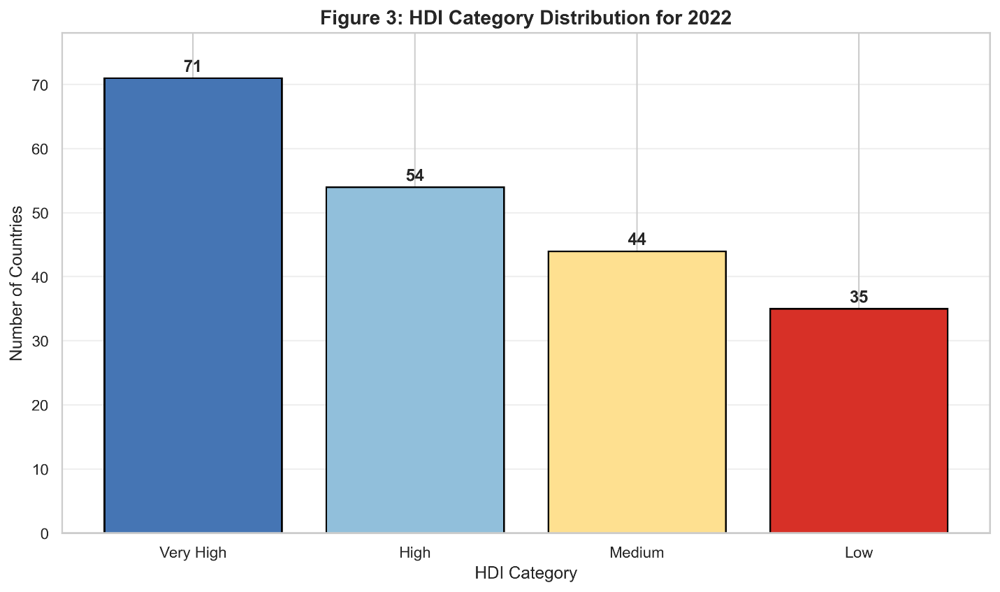 Figure 3: HDI Category Distribution for 2022
Number of Countries
70
60
50
40
30
20
10
0
71
54
44
35
Very High
High
Medium
Low
HDI Category